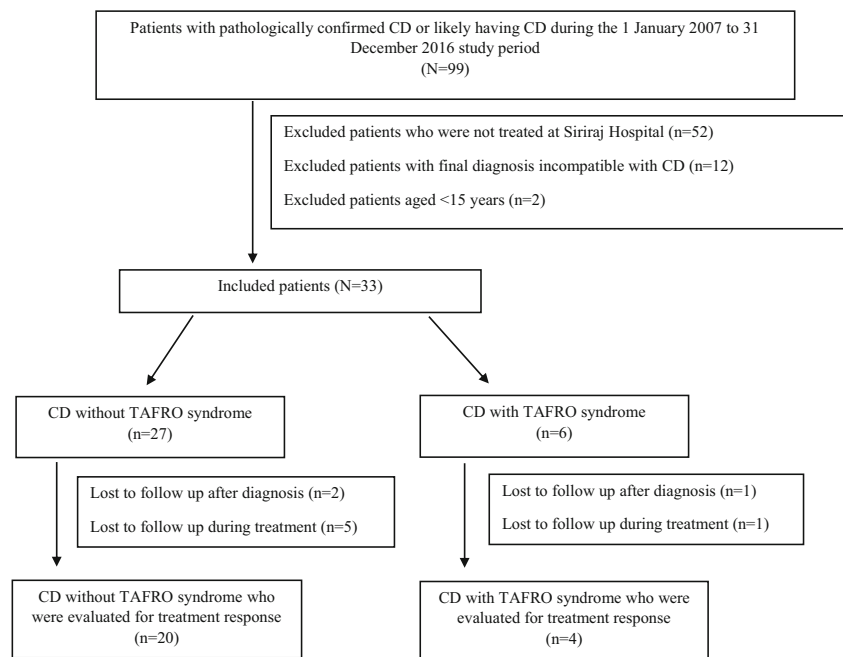 Patients with pathologically confirmed CD or likely having CD during the 1 January 2007 to 31
December 2016 study period
(N=99)
Excluded patients who were not treated at Siriraj Hospital (n=52)
Excluded patients with final diagnosis incompatible with CD (n=12)
Excluded patients aged <15 years (n=2)
Included patients (N=33)
CD without TAFRO syndrome
(n=27)
CD with TAFRO syndrome
(n=6)
Lost to follow up after diagnosis (n=2)
Lost to follow up during treatment (n=5)
Lost to follow up after diagnosis (n=1)
Lost to follow up during treatment (n=1)
CD without TAFRO syndrome who
were evaluated for treatment response
(n=20)
CD with TAFRO syndrome who were
evaluated for treatment response
(n=4)